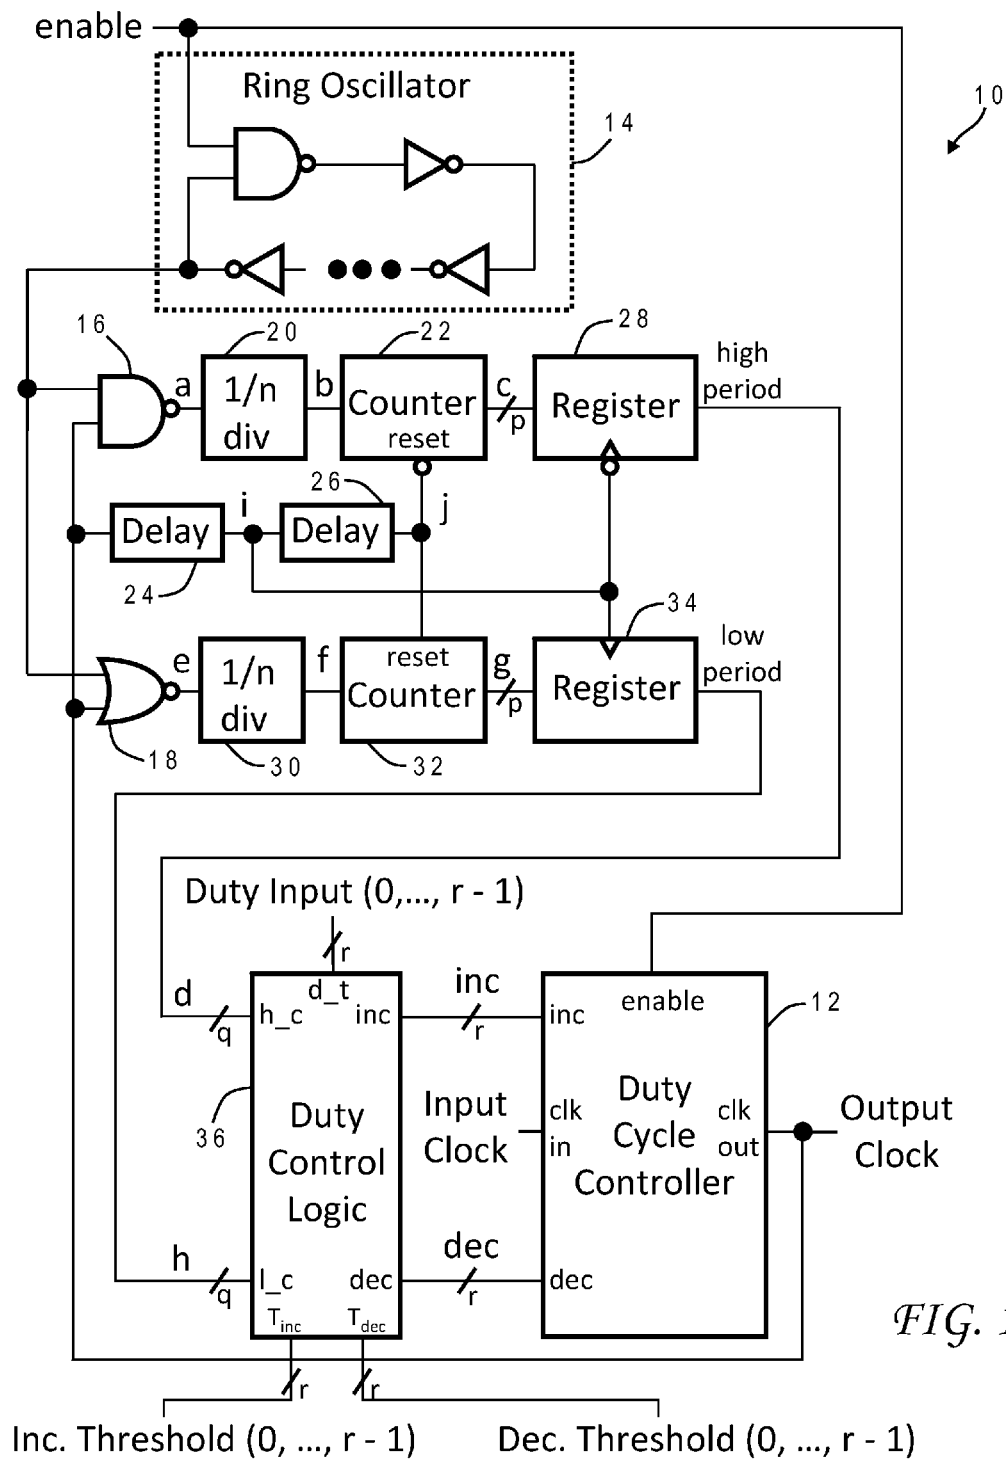 enable
Ring Oscillator
10
14
16
20
22
28
high
period
a
1/n
div
b
Counter
reset
c
p
Register
26
i
j
Delay
Delay
24
34
low
period
e
1/n
div
f
reset
Counter
g
p
Register
18
30
32
Duty Input (0,..., r - 1)
r
d
q
h_c
d_t
inc
inc
r
inc
enable
12
36
Duty
Control
Logic
Input
Clock
clk
in
Duty
Cycle
Controller
clk
out
Output
Clock
h
q
l_c
dec
dec
r
dec
Tinc
Tdec
FIG.
r
r
Inc. Threshold (0, ..., r - 1)
Dec. Threshold (0, ..., r - 1)